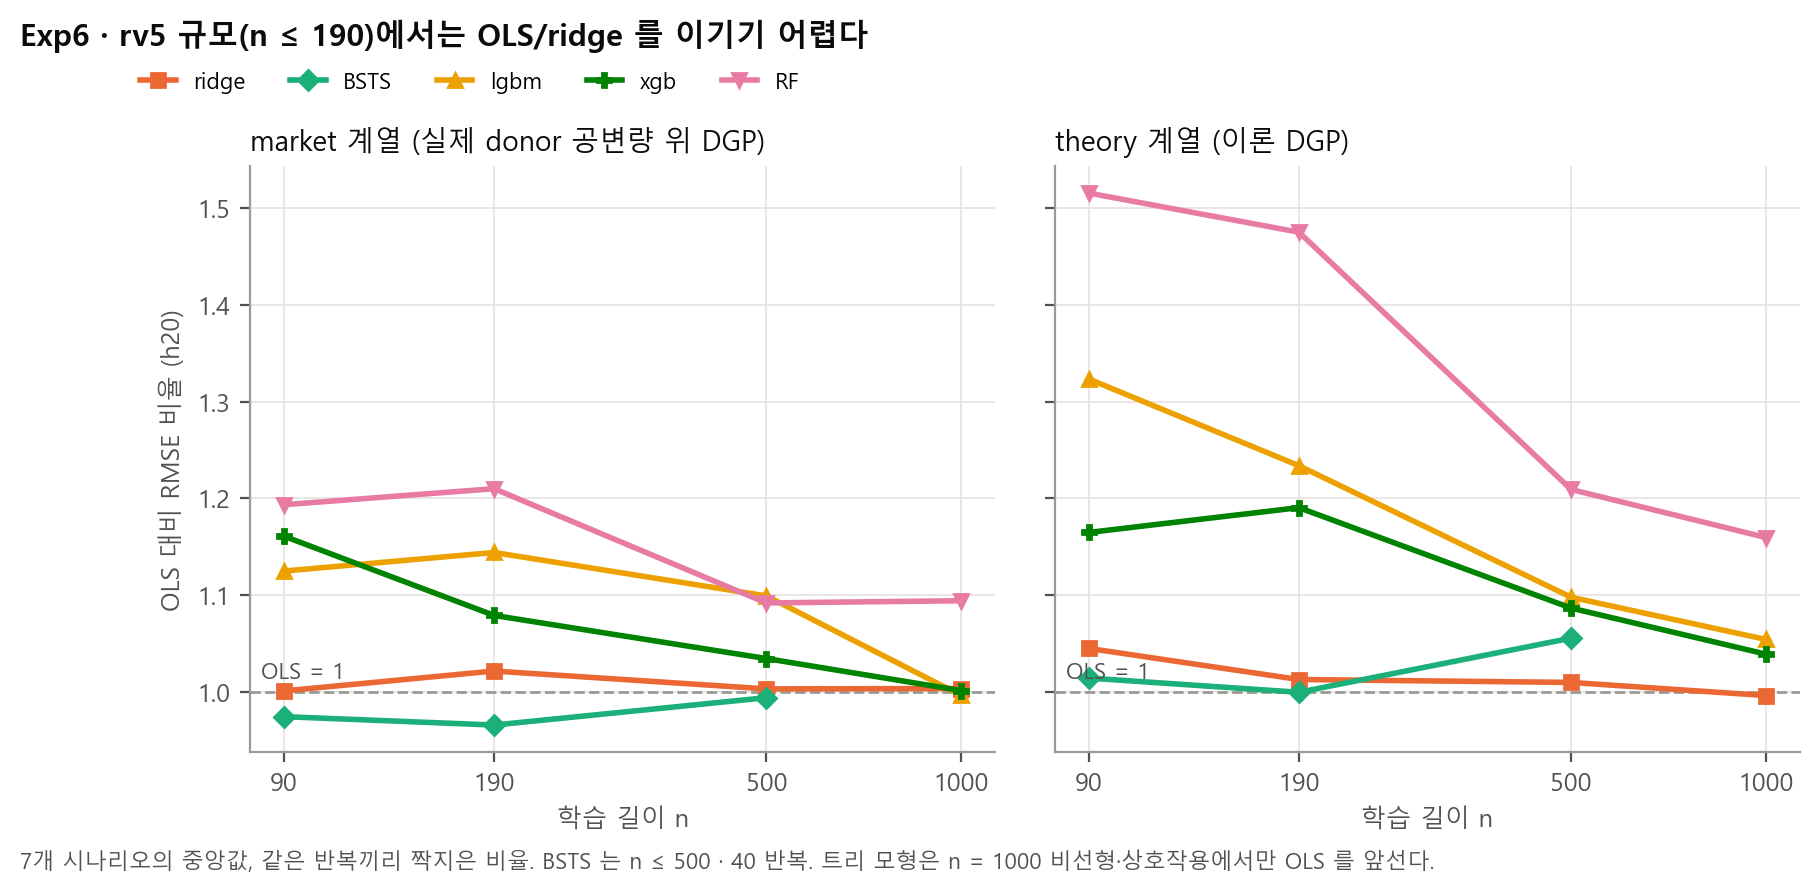 Exp6 · rv5 규모(n ≤ 190)에서는 OLS/ridge 를 이기기 어렵다
ridge BSTS lgbm xgb RF
market 계열 (실제 donor 공변량 위 DGP)
OLS 대비 RMSE 비율 (h20)
1.5
1.4
1.3
1.2
1.1
1.0
OLS = 1
90 190 500 1000
학습 길이 n
theory 계열 (이론 DGP)
OLS = 1
90 190 500 1000
학습 길이 n
7개 시나리오의 중앙값, 같은 반복끼리 짝지은 비율. BSTS 는 n ≤ 500 · 40 반복. 트리 모형은 n = 1000 비선형·상호작용에서만 OLS 를 앞선다.